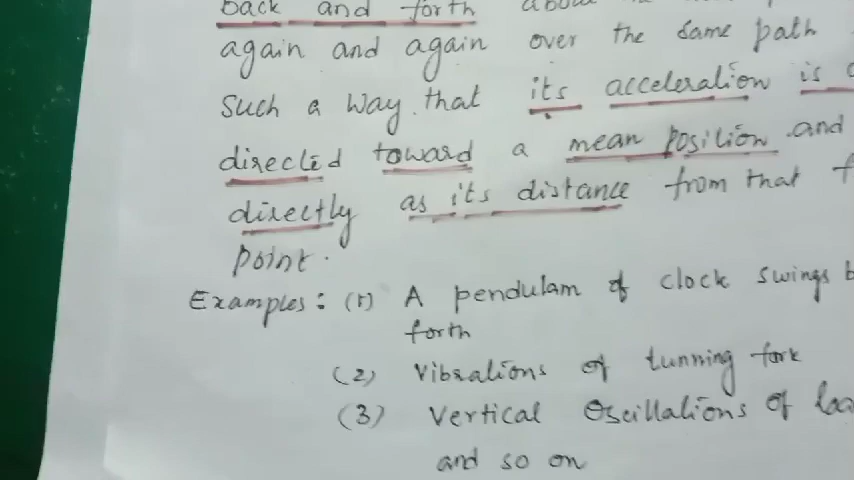 back and forth
again and again over the same path
such a way that its acceleration is
directed toward a mean position and
directly as its distance from that
point.
Examples: (1) A pendulam of clock swings
forth
(2) Vibrations of tunning fork
(3) Vertical Oscillations of
and so on